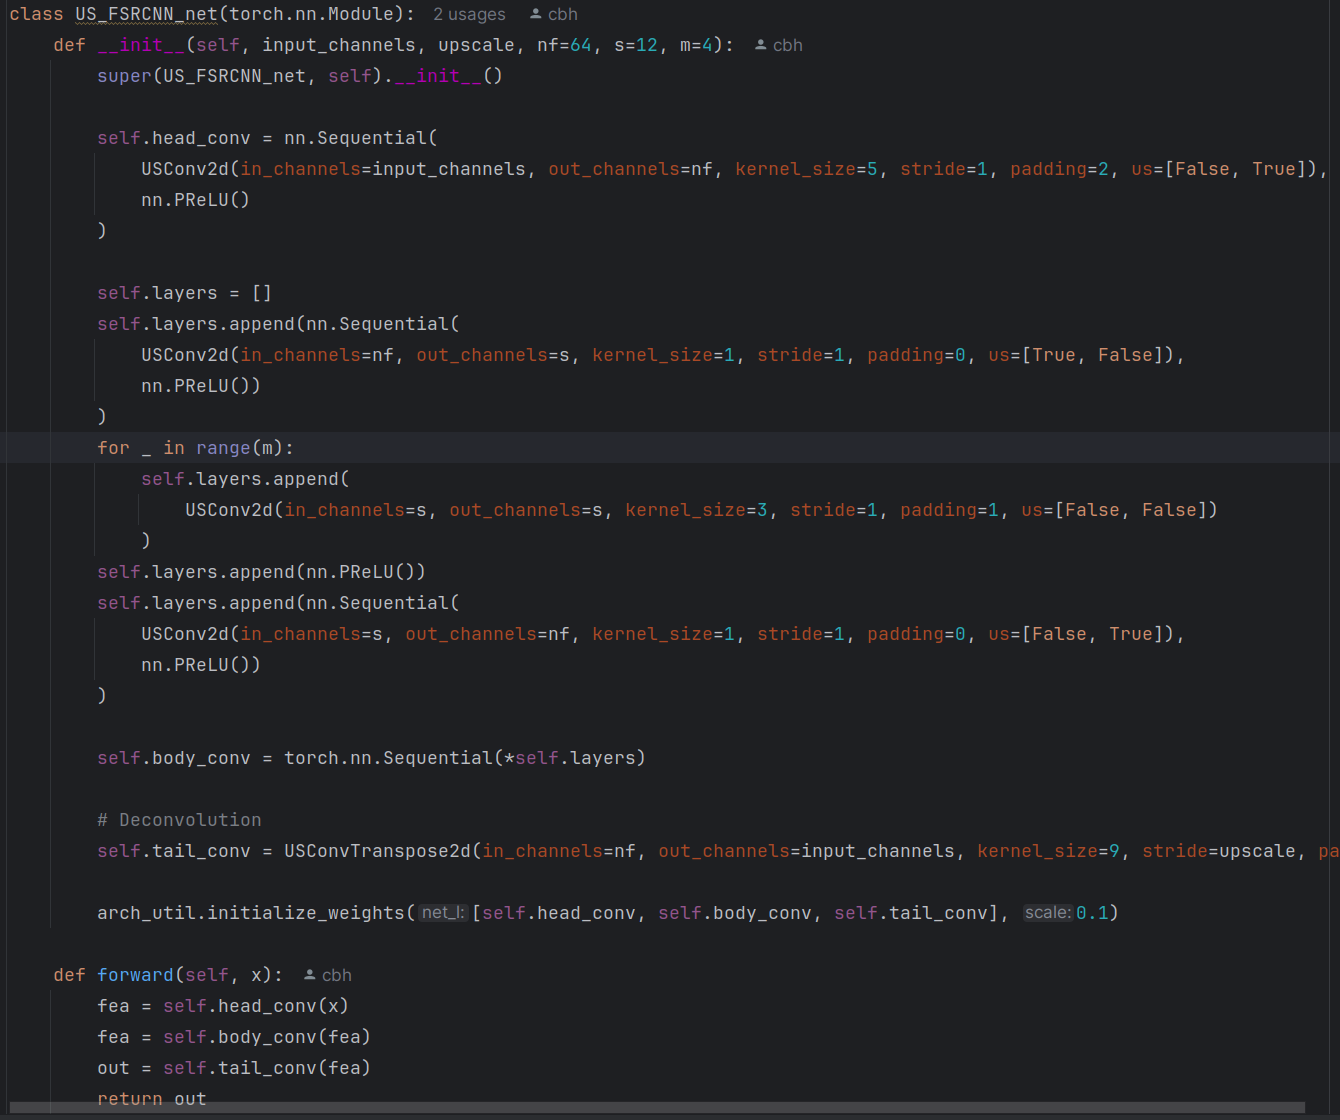 class US_FSRCNN_net(torch.nn.Module): 2 usages cbh
    def __init__(self, input_channels, upscale, nf=64, s=12, m=4): cbh
        super(US_FSRCNN_net, self).__init__()
        self.head_conv = nn.Sequential(
            USConv2d(in_channels=input_channels, out_channels=nf, kernel_size=5, stride=1, padding=2, us=[False, True]),
            nn.PReLU()
        )
        self.layers = []
        self.layers.append(nn.Sequential(
            USConv2d(in_channels=nf, out_channels=s, kernel_size=1, stride=1, padding=0, us=[True, False]),
            nn.PReLU())
        )
        for _ in range(m):
            self.layers.append(
                USConv2d(in_channels=s, out_channels=s, kernel_size=3, stride=1, padding=1, us=[False, False])
            )
        self.layers.append(nn.PReLU())
        self.layers.append(nn.Sequential(
            USConv2d(in_channels=s, out_channels=nf, kernel_size=1, stride=1, padding=0, us=[False, True]),
            nn.PReLU())
        )
        self.body_conv = torch.nn.Sequential(*self.layers)
        # Deconvolution
        self.tail_conv = USConvTranspose2d(in_channels=nf, out_channels=input_channels, kernel_size=9, stride=upscale, pa
        arch_util.initialize_weights( net_l: [self.head_conv, self.body_conv, self.tail_conv], scale: 0.1)
    def forward(self, x): cbh
        fea = self.head_conv(x)
        fea = self.body_conv(fea)
        out = self.tail_conv(fea)
        return out